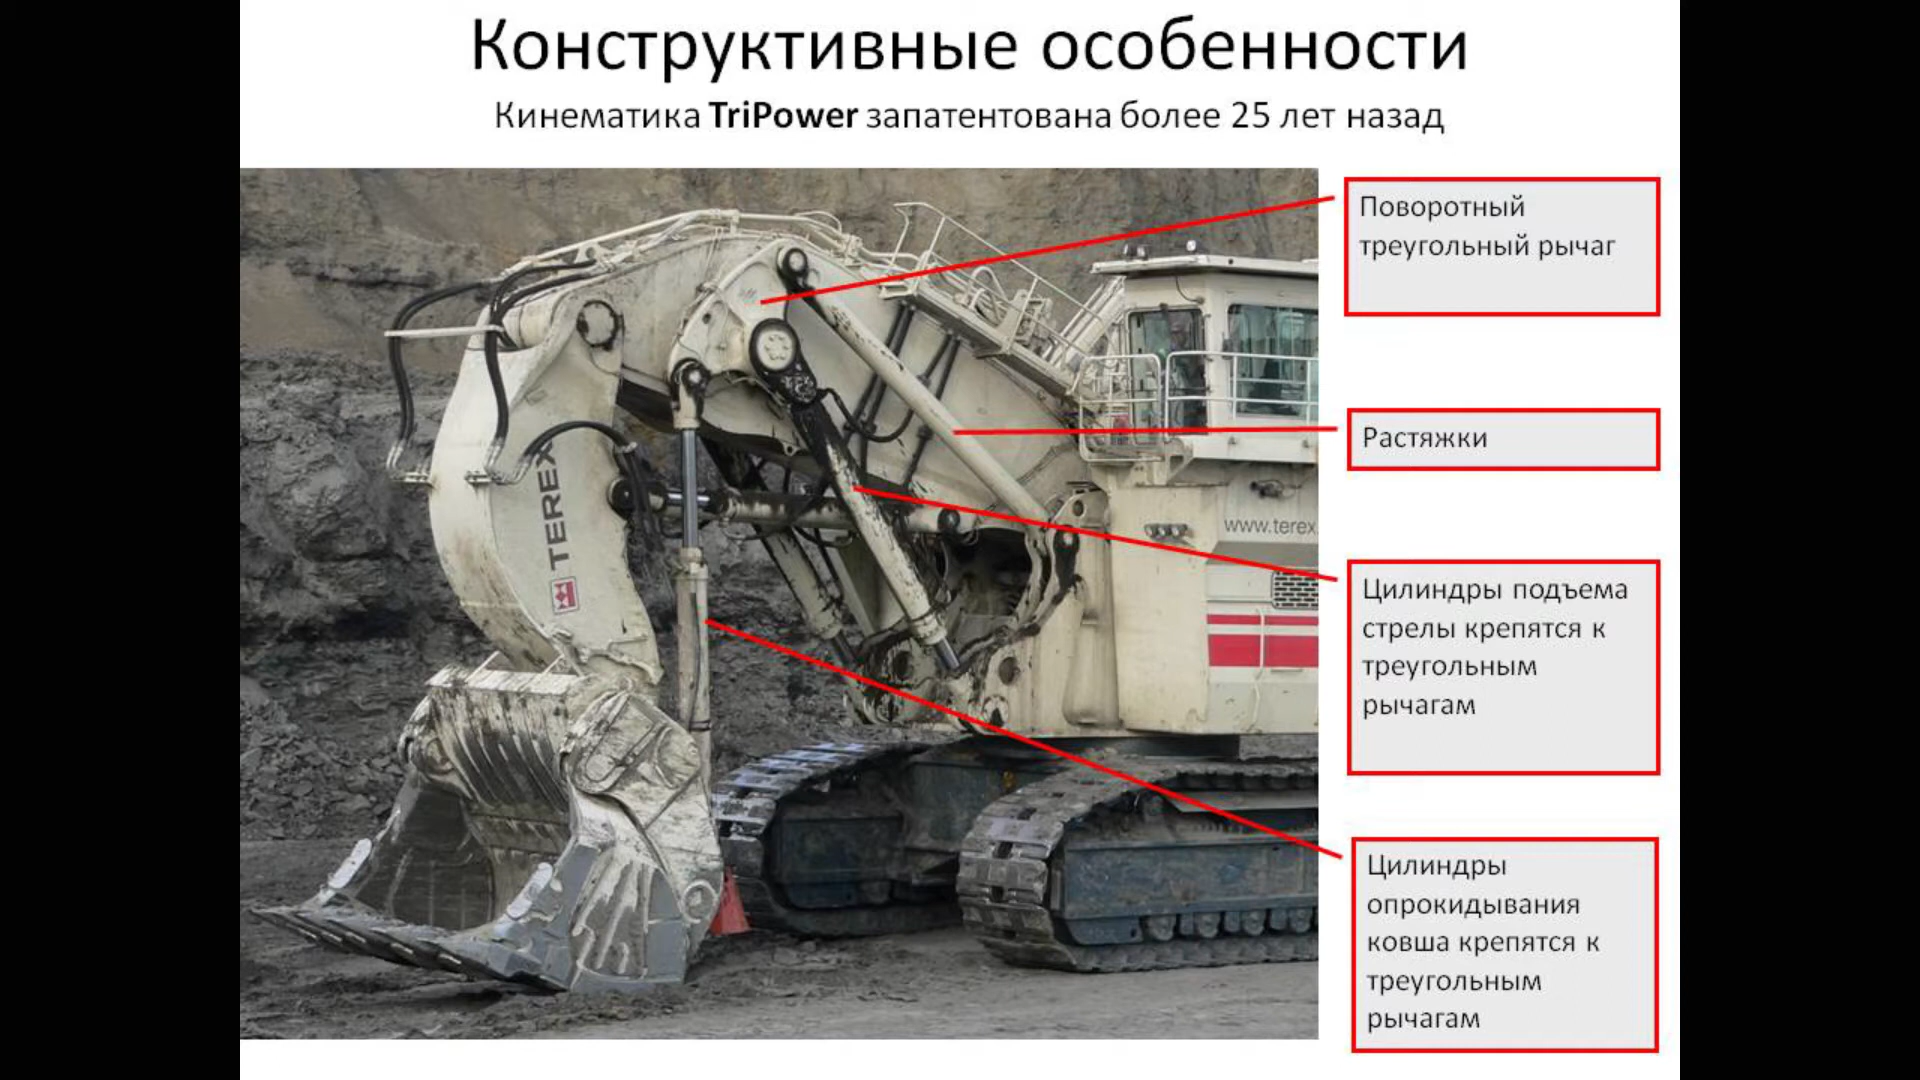 Конструктивные особенности
Кинематика TriPower запатентована более 25 лет назад
Поворотный
треугольный рычаг
Растяжки
Цилиндры подъема
стрелы крепятся к
треугольным
рычагам
Цилиндры
опрокидывания
ковша крепятся к
треугольным
рычагам
TEREX
www.terex.